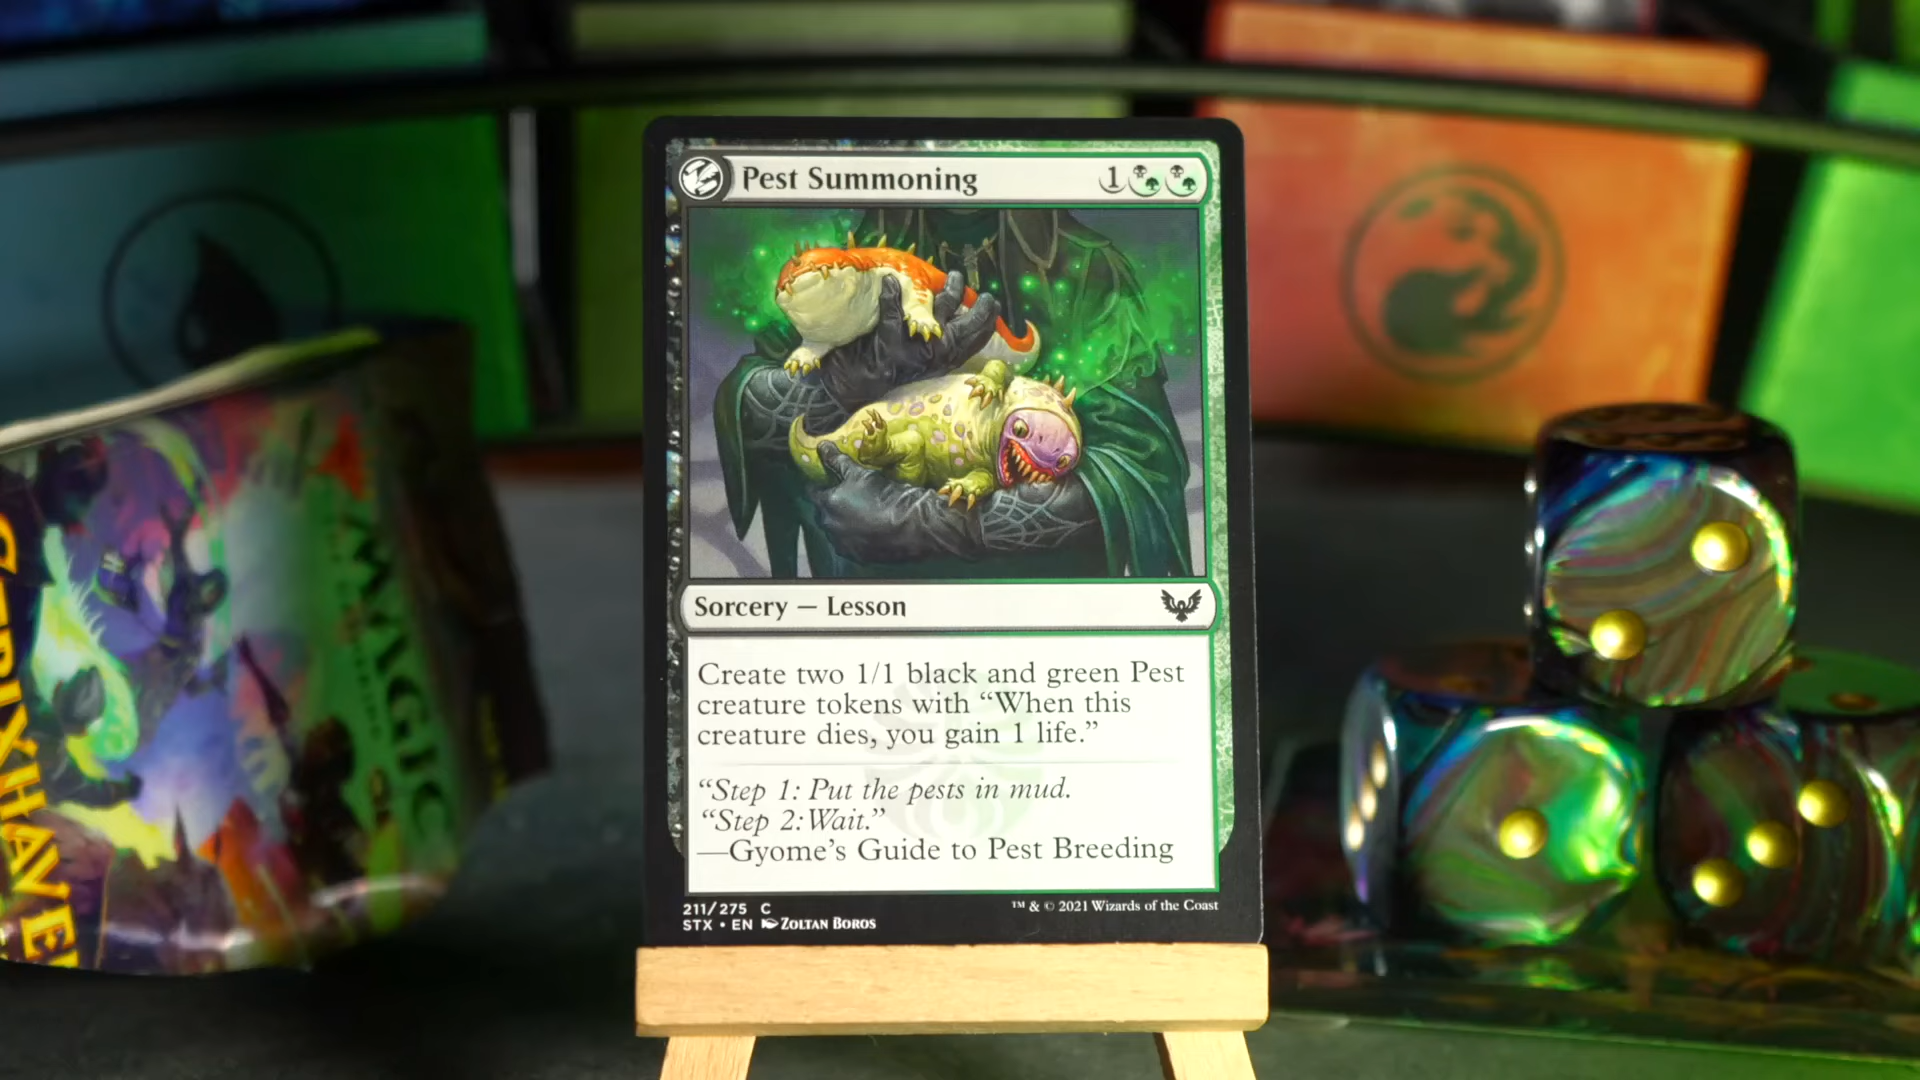 Pest Summoning 1
Sorcery — Lesson
Create two 1/1 black and green Pest
creature tokens with “When this
creature dies, you gain 1 life.”
“Step 1: Put the pests in mud.
“Step 2: Wait.”
—Gyome’s Guide to Pest Breeding
211/275 C
STX • EN ZOLTAN BOROS
™ & © 2021 Wizards of the Coast
MAGIC